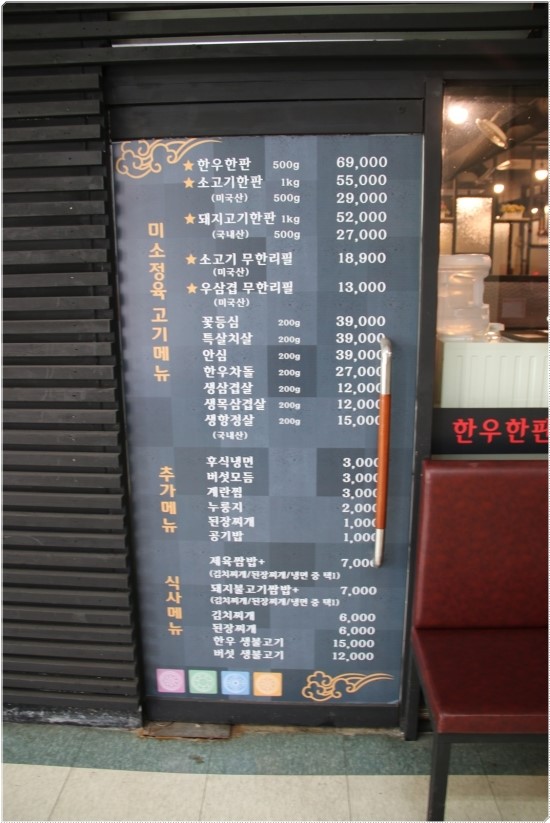 미소정육 고기메뉴
★한우한판 500g 69,000
★소고기한판 1kg 55,000
(미국산) 500g 29,000
★돼지고기한판 1kg 52,000
(국내산) 500g 27,000
★소고기 무한리필 18,900
(미국산)
★우삼겹 무한리필 13,000
(미국산)
꽃등심 200g 39,000
특살치살 200g 39,000
안심 200g 39,000
한우차돌 200g 27,000
생삼겹살 200g 12,000
생목삼겹살 200g 12,000
생항정살 200g 15,000
(국내산)
추가메뉴
후식냉면 3,000
버섯모듬 3,000
계란찜 3,000
누룽지 2,000
된장찌개 1,000
공기밥 1,000
식사메뉴
제육쌈밥+ 7,000
(김치찌개/된장찌개/냉면 중 택1)
돼지불고기쌈밥+ 7,000
(김치찌개/된장찌개/냉면 중 택1)
김치찌개 6,000
된장찌개 6,000
한우 생불고기 15,000
버섯 생불고기 12,000
한우한판